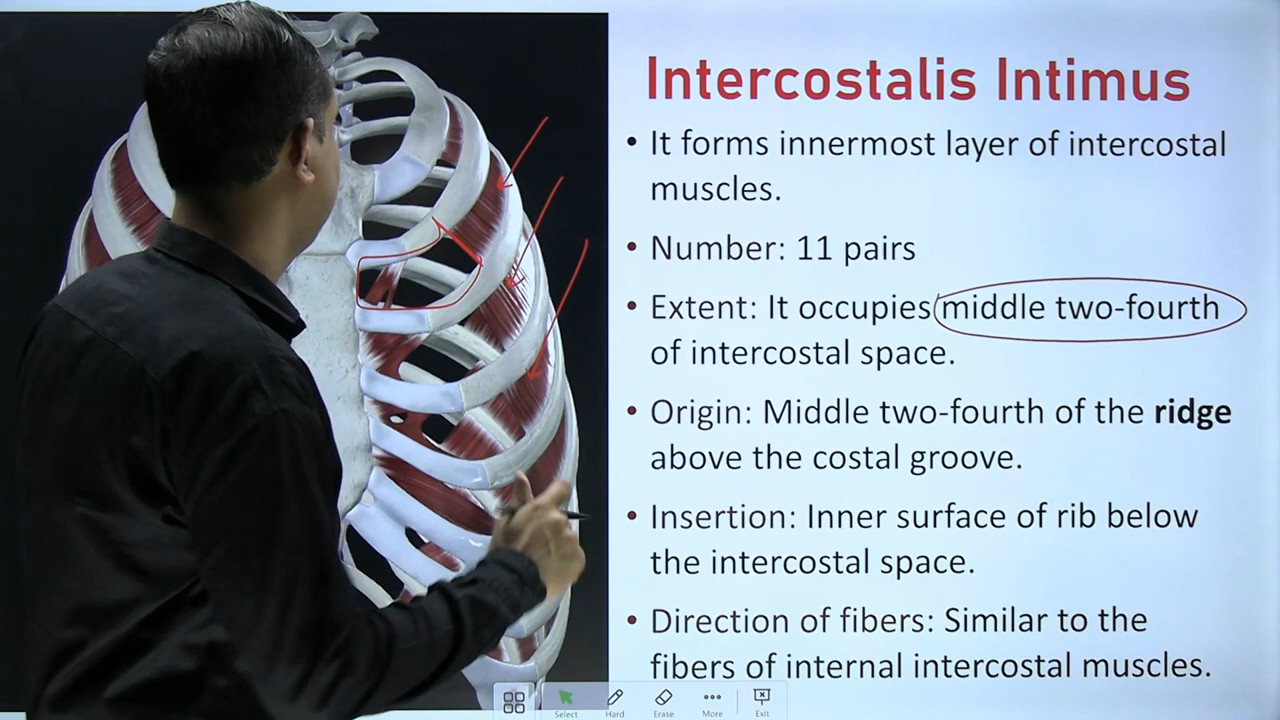 Intercostalis Intimus
• It forms innermost layer of intercostal
muscles.
• Number: 11 pairs
• Extent: It occupies middle two-fourth
of intercostal space.
• Origin: Middle two-fourth of the ridge
above the costal groove.
• Insertion: Inner surface of rib below
the intercostal space.
• Direction of fibers: Similar to the
fibers of internal intercostal muscles.
Select Hard Erase More Exit